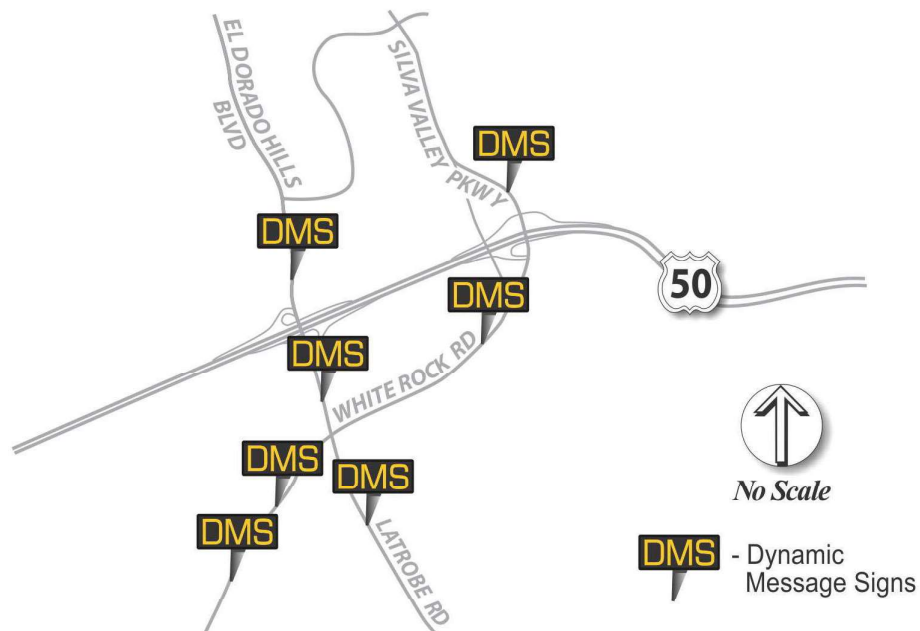 EL DORADO HILLS
BLVD
SILVA VALLEY
PKWY
DMS
DMS
DMS
50
DMS
WHITE ROCK RD
DMS
DMS
DMS
LATROBE RD
No Scale
DMS - Dynamic
Message Signs